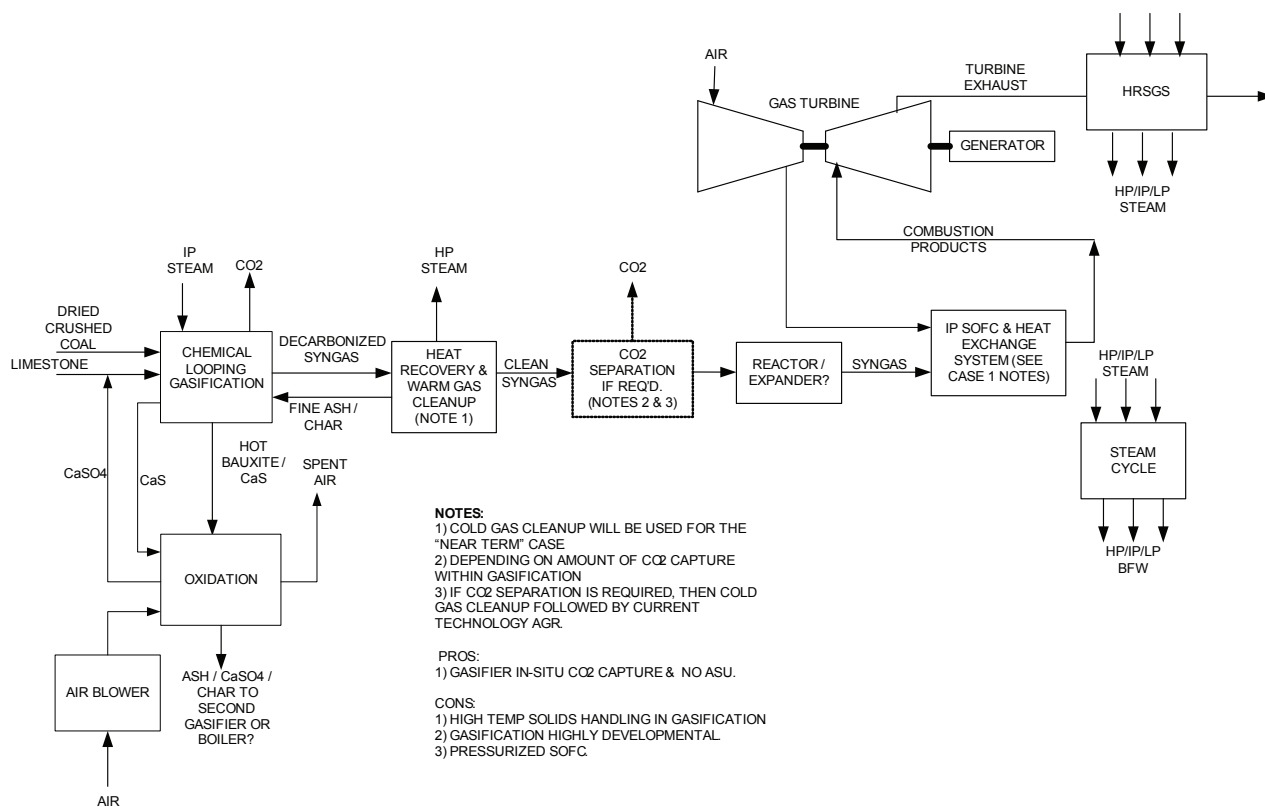 AIR
GAS TURBINE
TURBINE
EXHAUST
HRSGS
GENERATOR
HP/IP/LP
STEAM
COMBUSTION
PRODUCTS
IP
STEAM
CO2
HP
STEAM
CO2
DRIED
CRUSHED
COAL
LIMESTONE
CHEMICAL
LOOPING
GASIFICATION
DECARBONIZED
SYNGAS
HEAT
RECOVERY &
WARM GAS
CLEANUP
(NOTE 1)
CLEAN
SYNGAS
CO2
SEPARATION
IF REQ'D.
(NOTES 2 & 3)
REACTOR /
EXPANDER?
SYNGAS
IP SOFC & HEAT
EXCHANGE
SYSTEM (SEE
CASE 1 NOTES)
FINE ASH /
CHAR
HP/IP/LP
STEAM
STEAM
CYCLE
HP/IP/LP
BFW
CaSO4
CaS
HOT
BAUXITE /
CaS
SPENT
AIR
OXIDATION
AIR BLOWER
ASH / CaSO4 /
CHAR TO
SECOND
GASIFIER OR
BOILER?
AIR
NOTES:
1) COLD GAS CLEANUP WILL BE USED FOR THE
“NEAR TERM” CASE
2) DEPENDING ON AMOUNT OF CO2 CAPTURE
WITHIN GASIFICATION
3) IF CO2 SEPARATION IS REQUIRED, THEN COLD
GAS CLEANUP FOLLOWED BY CURRENT
TECHNOLOGY AGR.
PROS:
1) GASIFIER IN-SITU CO2 CAPTURE & NO ASU.
CONS:
1) HIGH TEMP SOLIDS HANDLING IN GASIFICATION
2) GASIFICATION HIGHLY DEVELOPMENTAL.
3) PRESSURIZED SOFC.